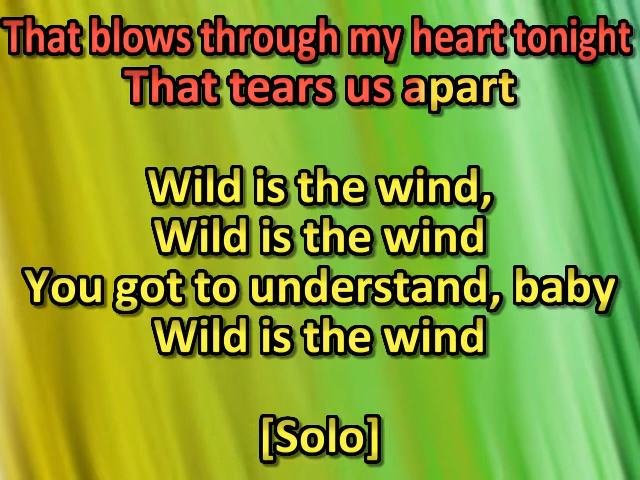 That blows through my heart tonight
That tears us apart
Wild is the wind,
Wild is the wind
You got to understand, baby
Wild is the wind
[Solo]